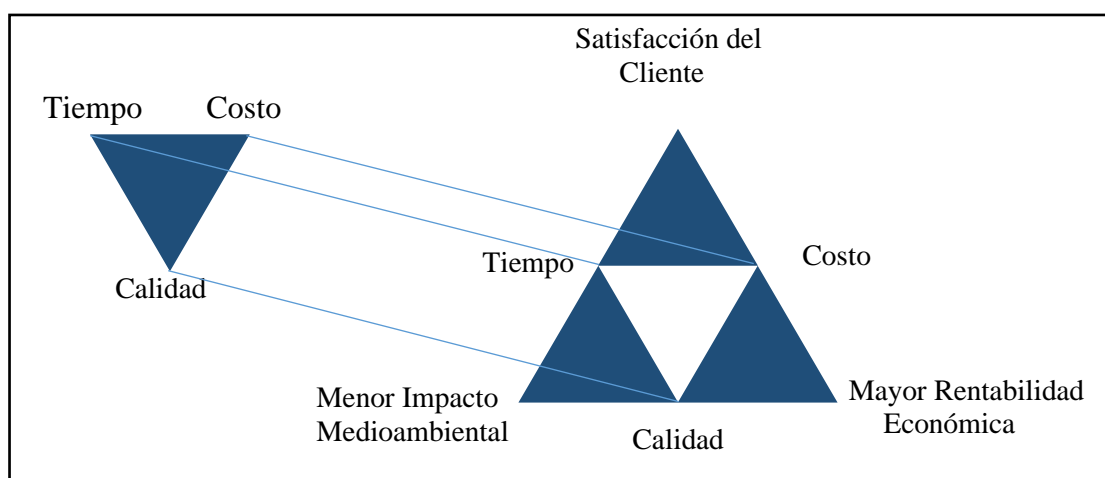 Satisfacción del
Cliente
Tiempo
Costo
Calidad
Tiempo
Costo
Menor Impacto
Medioambiental
Calidad
Mayor Rentabilidad
Económica